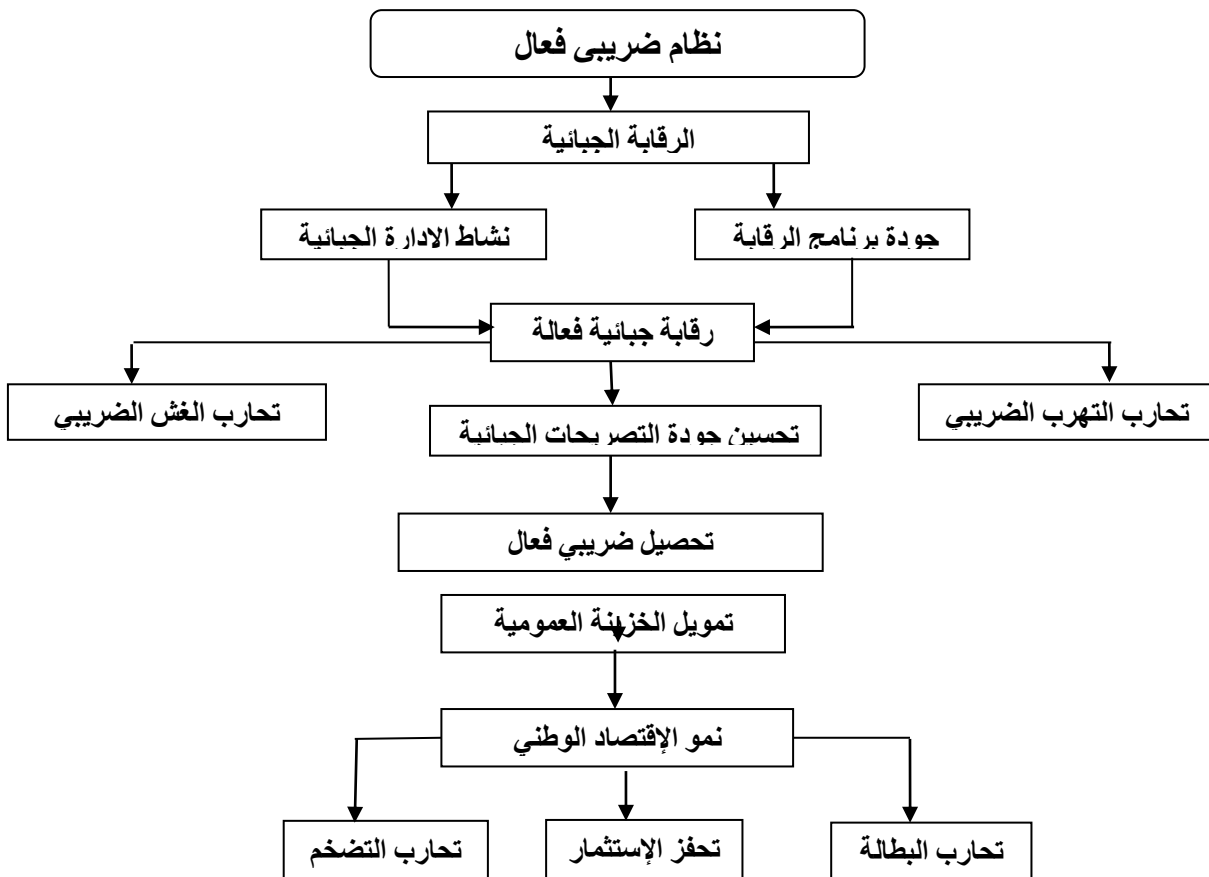 نظام ضريبي فعال
الرقابة الجبائية
جودة برنامج الرقابة
نشاط الادارة الجبائية
رقابة جبائية فعالة
تحارب التهرب الضريبي
تحارب الغش الضريبي
تحسين جودة التصريحات الجبائية
تحصيل ضريبي فعال
تمويل الخزينة العمومية
نمو الإقتصاد الوطني
تحارب البطالة
تحفز الإستثمار
تحارب التضخم